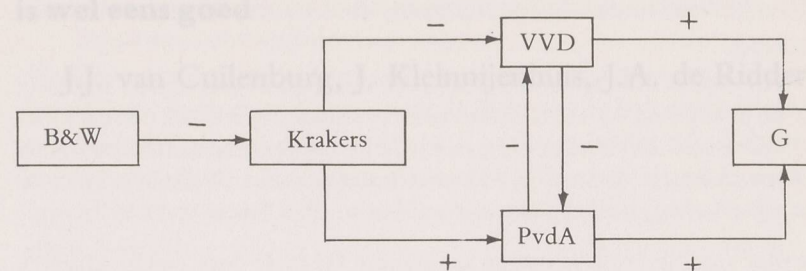 is wel eens goed
J.J. van Cuilenburg, J. Kleinnijenhuis, J.A. de Ridder
− VVD +
B&W − Krakers − − G
PvdA
+ +